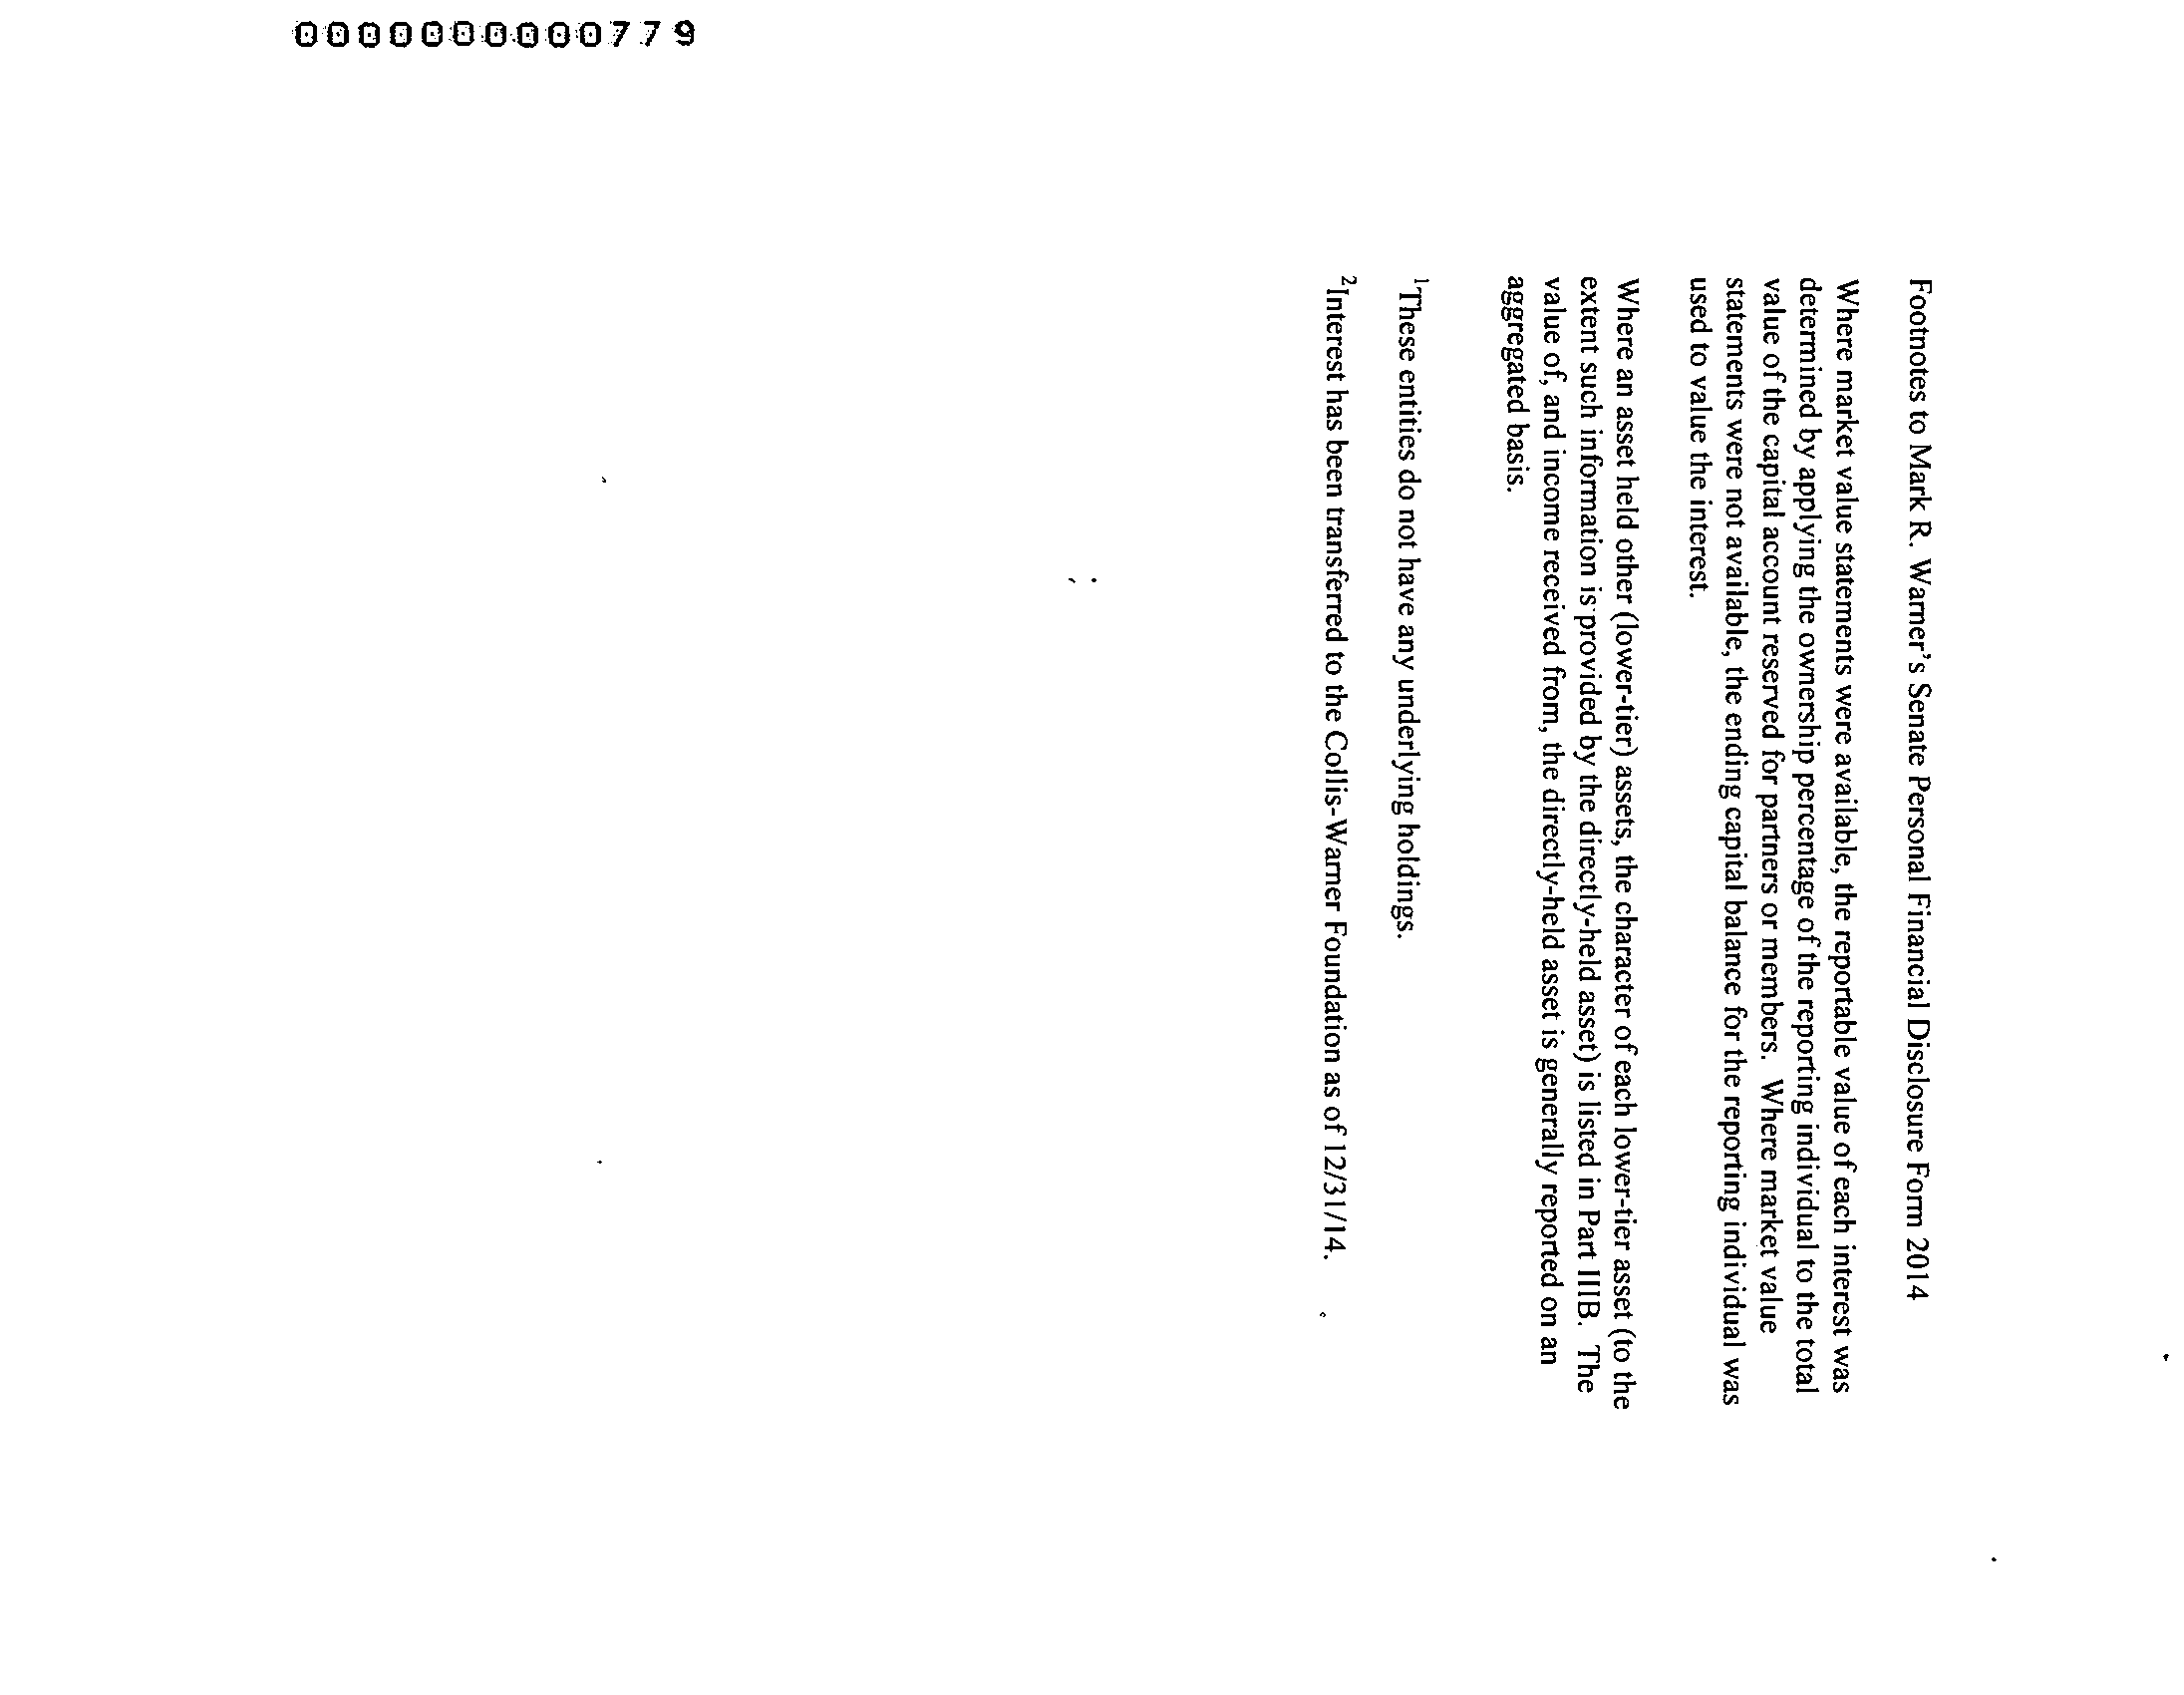 0000000000779
Footnotes to Mark R. Warner's Senate Personal Financial Disclosure Form 2014
Where market value statements were available, the reportable value of each interest was
determined by applying the ownership percentage of the reporting individual to the total
value of the capital account reserved for partners or members.  Where market value
statements were not available, the ending capital balance for the reporting individual was
used to value the interest.
Where an asset held other (lower-tier) assets, the character of each lower-tier asset (to the
extent such information is provided by the directly-held asset) is listed in Part IIIB.  The
value of, and income received from, the directly-held asset is generally reported on an
aggregated basis.
¹These entities do not have any underlying holdings.
²Interest has been transferred to the Collis-Warner Foundation as of 12/31/14.